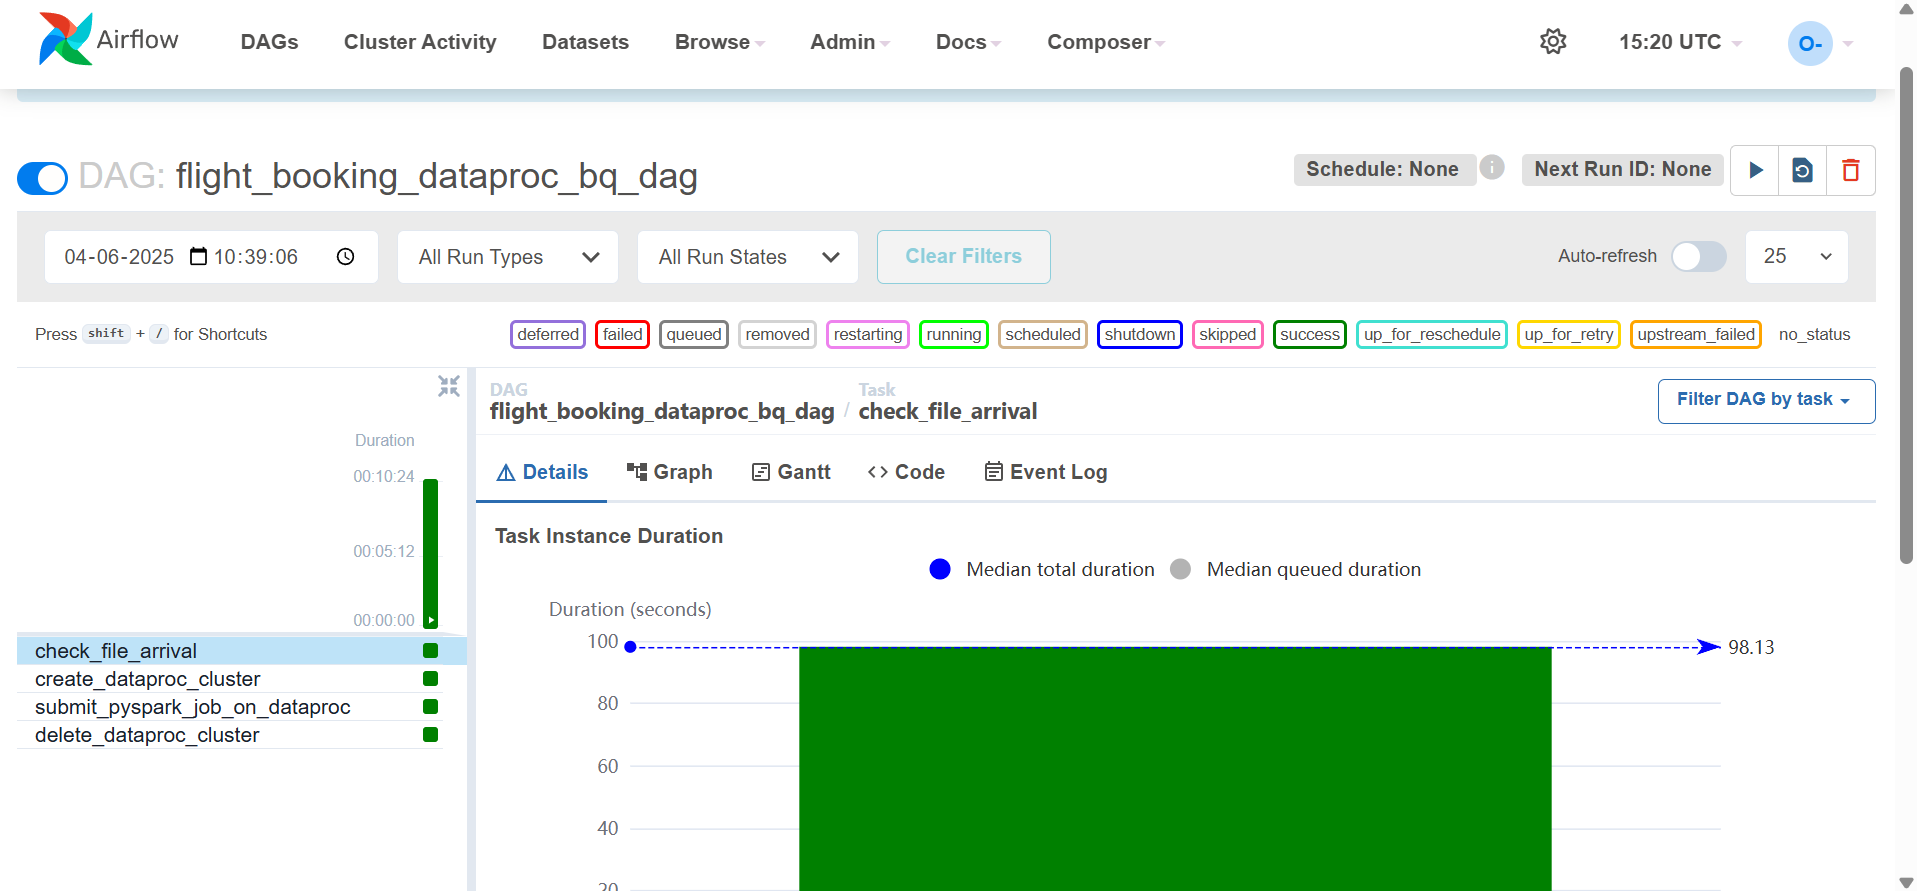 Airflow DAGs Cluster Activity Datasets Browse Admin Docs Composer 15:20 UTC O-
DAG: flight_booking_dataproc_bq_dag Schedule: None i Next Run ID: None
04-06-2025 10:39:06 All Run Types All Run States Clear Filters Auto-refresh 25
Press shift + / for Shortcuts deferred failed queued removed restarting running scheduled shutdown skipped success up_for_reschedule up_for_retry upstream_failed no_status
DAG Task
flight_booking_dataproc_bq_dag / check_file_arrival Filter DAG by task
Duration
00:10:24
00:05:12
00:00:00
check_file_arrival
create_dataproc_cluster
submit_pyspark_job_on_dataproc
delete_dataproc_cluster
Details Graph Gantt Code Event Log
Task Instance Duration
Median total duration Median queued duration
Duration (seconds)
100 98.13
80
60
40
20